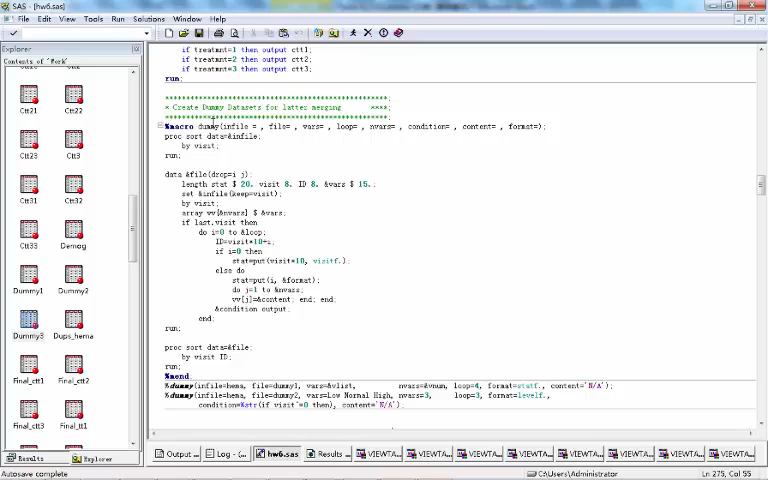 SAS - [hw6.sas]
File Edit View Tools Run Solutions Window Help
Explorer
Contents of 'Work'
Ctt21 Ctt22
Ctt23 Ctt3
Ctt31 Ctt32
Ctt33 Demog
Dummy1 Dummy2
Dummy3 Dups_hema
Final_ctt1 Final_ctt2
Final_ctt3 Final_tt1
if treatmnt=1 then output ctt1;
if treatmnt=2 then output ctt2;
if treatmnt=3 then output ctt3;
run;
**************************************************;
* Create Dummy Datasets for latter merging ****;
**************************************************;
%macro dummy(infile = , file= , vars= , loop= , nvars= , condition= , content= , format=);
proc sort data=&infile;
by visit;
run;
data &file(drop=i j);
length stat $ 20. visit 8. ID 8. &vars $ 15.;
set &infile(keep=visit);
by visit;
array vv{&nvars} $ &vars;
if last.visit then
do i=0 to &loop;
ID=visit*10+i;
if i=0 then
stat=put(visit*10, visitf.);
else do
stat=put(i, &format);
do j=1 to &nvars;
vv[j]=&content; end; end;
&condition output;
end;
run;
proc sort data=&file;
by visit ID;
run;
%mend;
%dummy(infile=hema, file=dummy1, vars=&vlist, nvars=&vnum, loop=4, format=statf., content='N/A');
%dummy(infile=hema, file=dummy2, vars=Low Normal High, nvars=3, loop=3, format=levelf.,
condition=%str(if visit^=0 then), content='N/A');
Results Explorer
Output ... Log - (... hw6.sas Results ... VIEWTA... VIEWTA... VIEWTA... VIEWTA... VIEWTA... VIEWTA... VIEWTA... VIEWTA...
Autosave complete C:\Users\Administrator Ln 275, Col 55